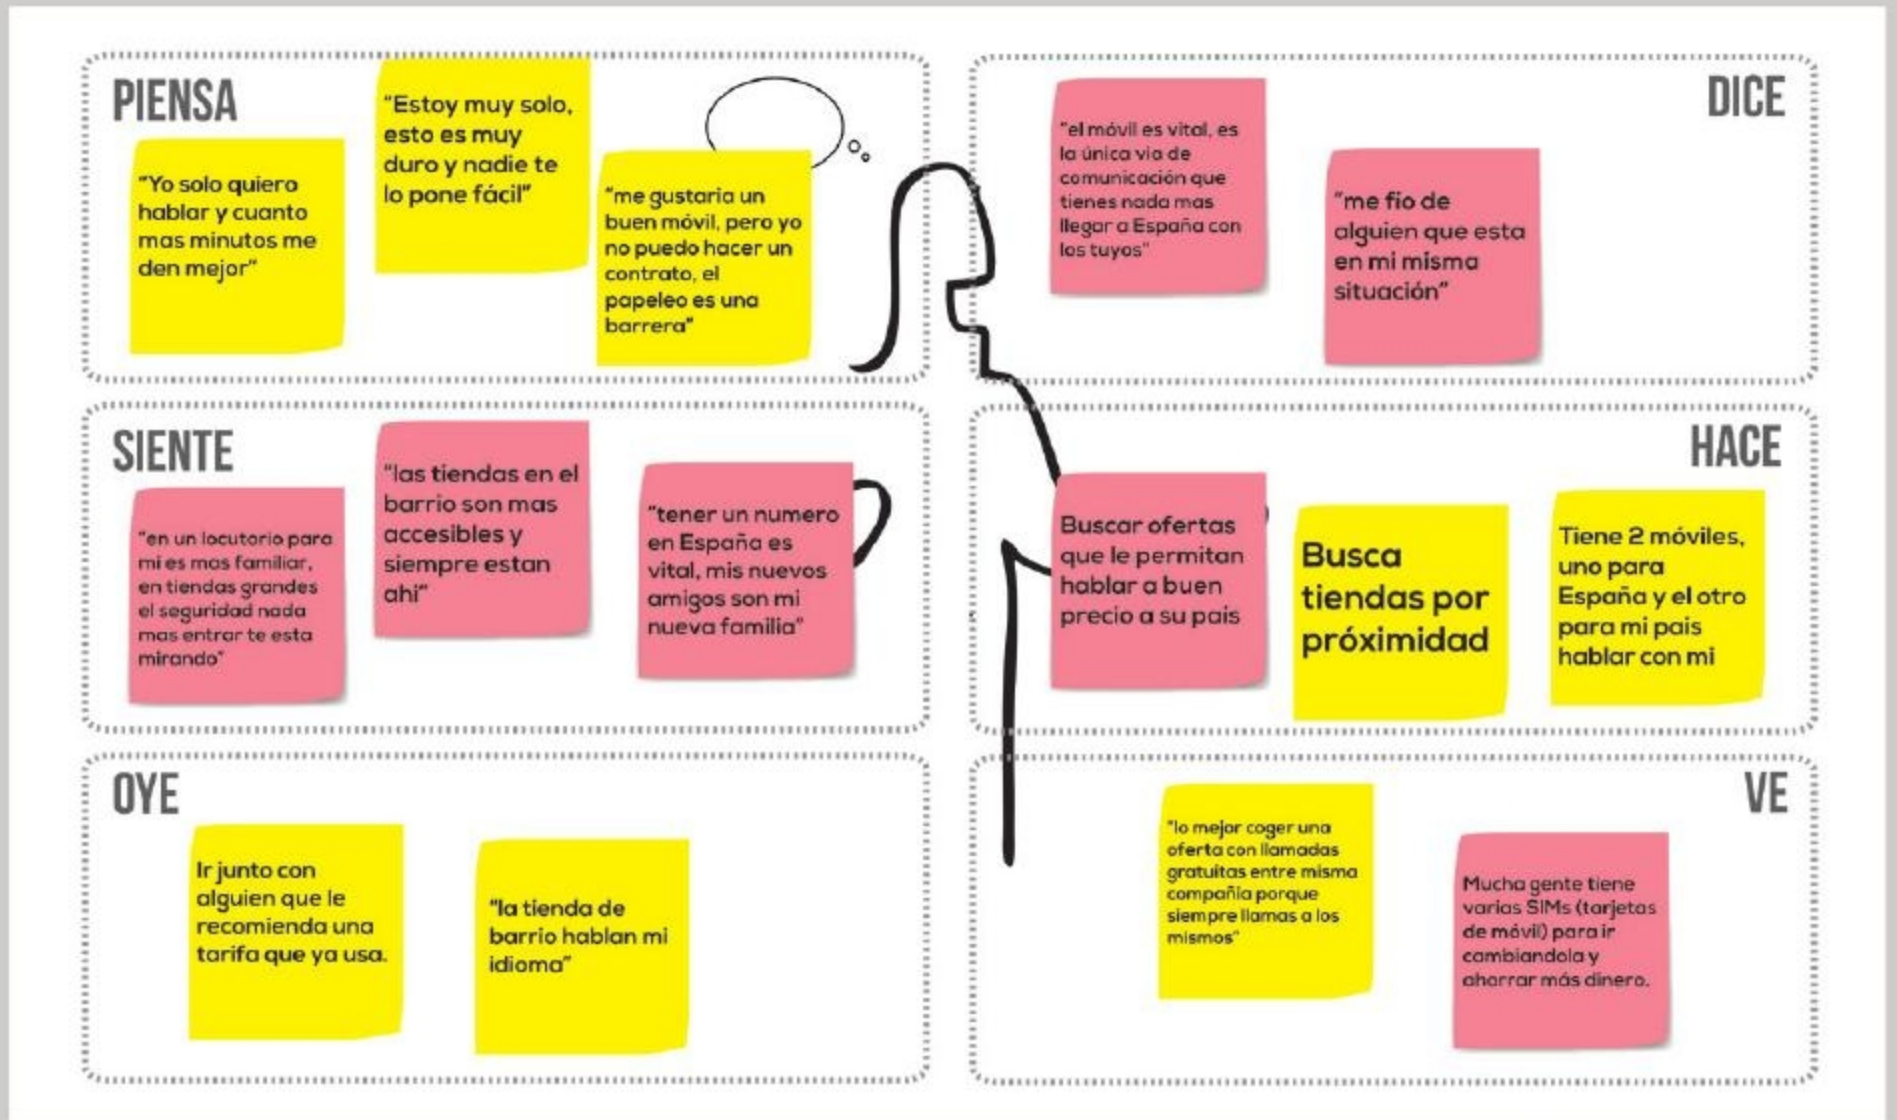 PIENSA
"Yo solo quiero
hablar y cuanto
mas minutos me
den mejor"
"Estoy muy solo,
esto es muy
duro y nadie te
lo pone fácil"
"me gustaria un
buen móvil, pero yo
no puedo hacer un
contrato, el
papeleo es una
barrera"
DICE
"el móvil es vital, es
la única via de
comunicación que
tienes nada mas
llegar a España con
los tuyos"
"me fio de
alguien que esta
en mi misma
situación"
SIENTE
"en un locutorio para
mi es mas familiar,
en tiendas grandes
el seguridad nada
mas entrar te esta
mirando"
"las tiendas en el
barrio son mas
accesibles y
siempre estan
ahi"
"tener un numero
en España es
vital, mis nuevos
amigos son mi
nueva familia"
HACE
Buscar ofertas
que le permitan
hablar a buen
precio a su pais
Busca
tiendas por
próximidad
Tiene 2 móviles,
uno para
España y el otro
para mi pais
hablar con mi
OYE
Ir junto con
alguien que le
recomienda una
tarifa que ya usa.
"la tienda de
barrio hablan mi
idioma"
VE
"lo mejor coger una
oferta con llamadas
gratuitas entre misma
compañia porque
siempre llamas a los
mismos"
Mucha gente tiene
varias SIMs (tarjetas
de móvil) para ir
cambiandola y
ahorrar más dinero.